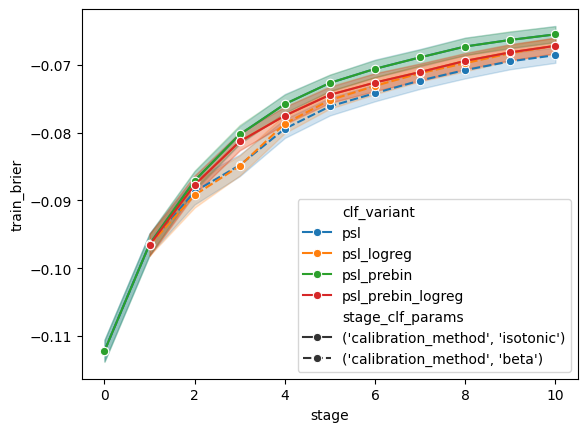 −0.07
−0.08
−0.09
−0.10
−0.11
train_brier
clf_variant
psl
psl_logreg
psl_prebin
psl_prebin_logreg
stage_clf_params
('calibration_method', 'isotonic')
('calibration_method', 'beta')
0 2 4 6 8 10
stage